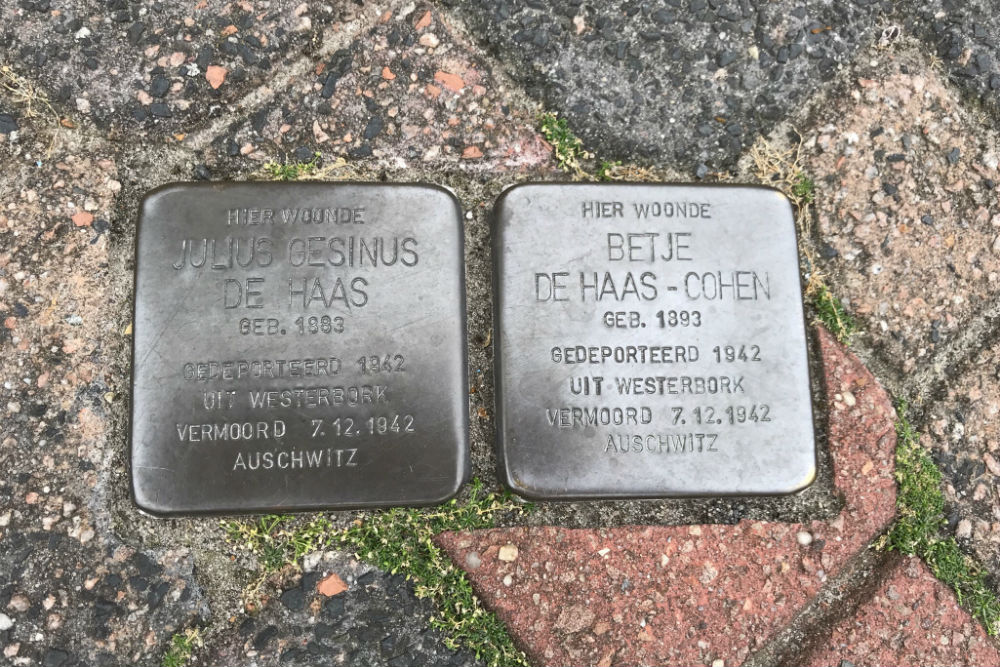 HIER WOONDE
JULIUS GESINUS
DE HAAS
GEB. 1883
GEDEPORTEERD 1942
UIT WESTERBORK
VERMOORD 7.12.1942
AUSCHWITZ
HIER WOONDE
BETJE
DE HAAS - COHEN
GEB. 1893
GEDEPORTEERD 1942
UIT WESTERBORK
VERMOORD 7.12.1942
AUSCHWITZ